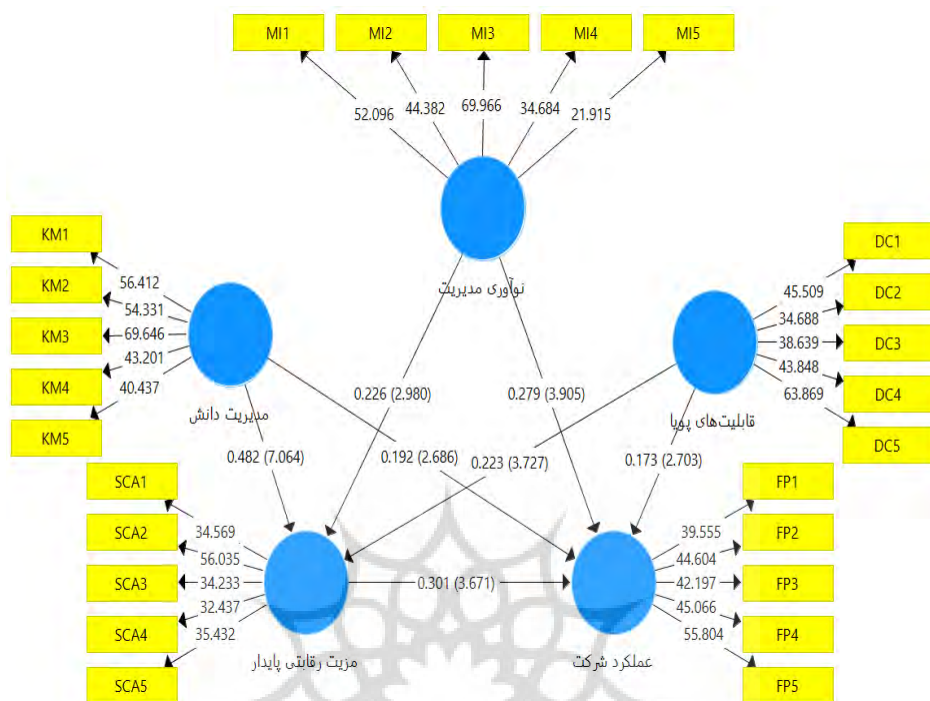 MI1
MI2
MI3
MI4
MI5
52.096
44.382
69.966
34.684
21.915
نوآوری مدیریت
KM1
KM2
KM3
KM4
KM5
56.412
54.331
69.646
43.201
40.437
مدیریت دانش
DC1
DC2
DC3
DC4
DC5
45.509
34.688
38.639
43.848
63.869
قابلیت‌های پویا
0.226 (2.980)
0.279 (3.905)
0.482 (7.064)
0.192 (2.686)
0.223 (3.727)
0.173 (2.703)
SCA1
SCA2
SCA3
SCA4
SCA5
34.569
56.035
34.233
32.437
35.432
مزیت رقابتی پایدار
0.301 (3.671)
FP1
FP2
FP3
FP4
FP5
39.555
44.604
42.197
45.066
55.804
عملکرد شرکت